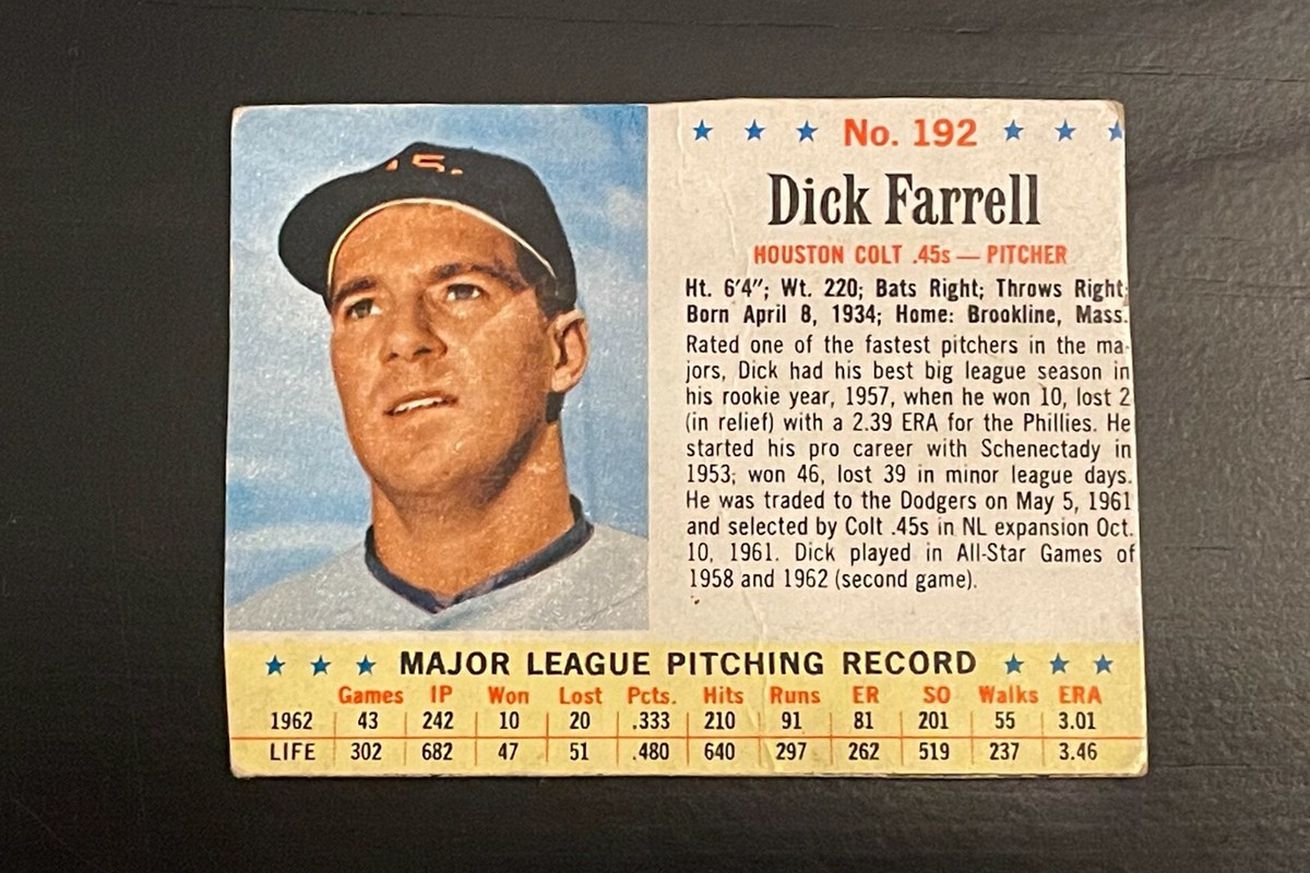 5.
No. 192
Dick Farrell
HOUSTON COLT .45s — PITCHER
Ht. 6'4"; Wt. 220; Bats Right; Throws Right;
Born April 8, 1934; Home: Brookline, Mass.
Rated one of the fastest pitchers in the ma-
jors, Dick had his best big league season in
his rookie year, 1957, when he won 10, lost 2
(in relief) with a 2.39 ERA for the Phillies. He
started his pro career with Schenectady in
1953; won 46, lost 39 in minor league days.
He was traded to the Dodgers on May 5, 1961
and selected by Colt .45s in NL expansion Oct.
10, 1961. Dick played in All-Star Games of
1958 and 1962 (second game).
MAJOR LEAGUE PITCHING RECORD
Games IP Won Lost Pcts. Hits Runs ER SO Walks ERA
1962 43 242 10 20 .333 210 91 81 201 55 3.01
LIFE 302 682 47 51 .480 640 297 262 519 237 3.46